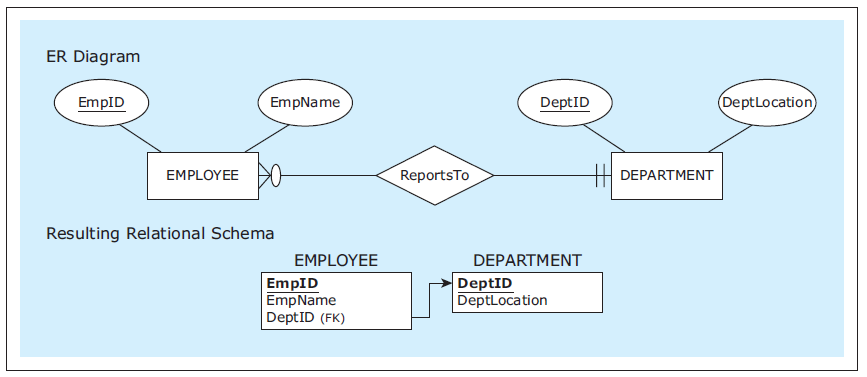 ER Diagram
EmpID
EmpName
DeptID
DeptLocation
EMPLOYEE
ReportsTo
DEPARTMENT
Resulting Relational Schema
EMPLOYEE
DEPARTMENT
EmpID
EmpName
DeptID (FK)
DeptID
DeptLocation